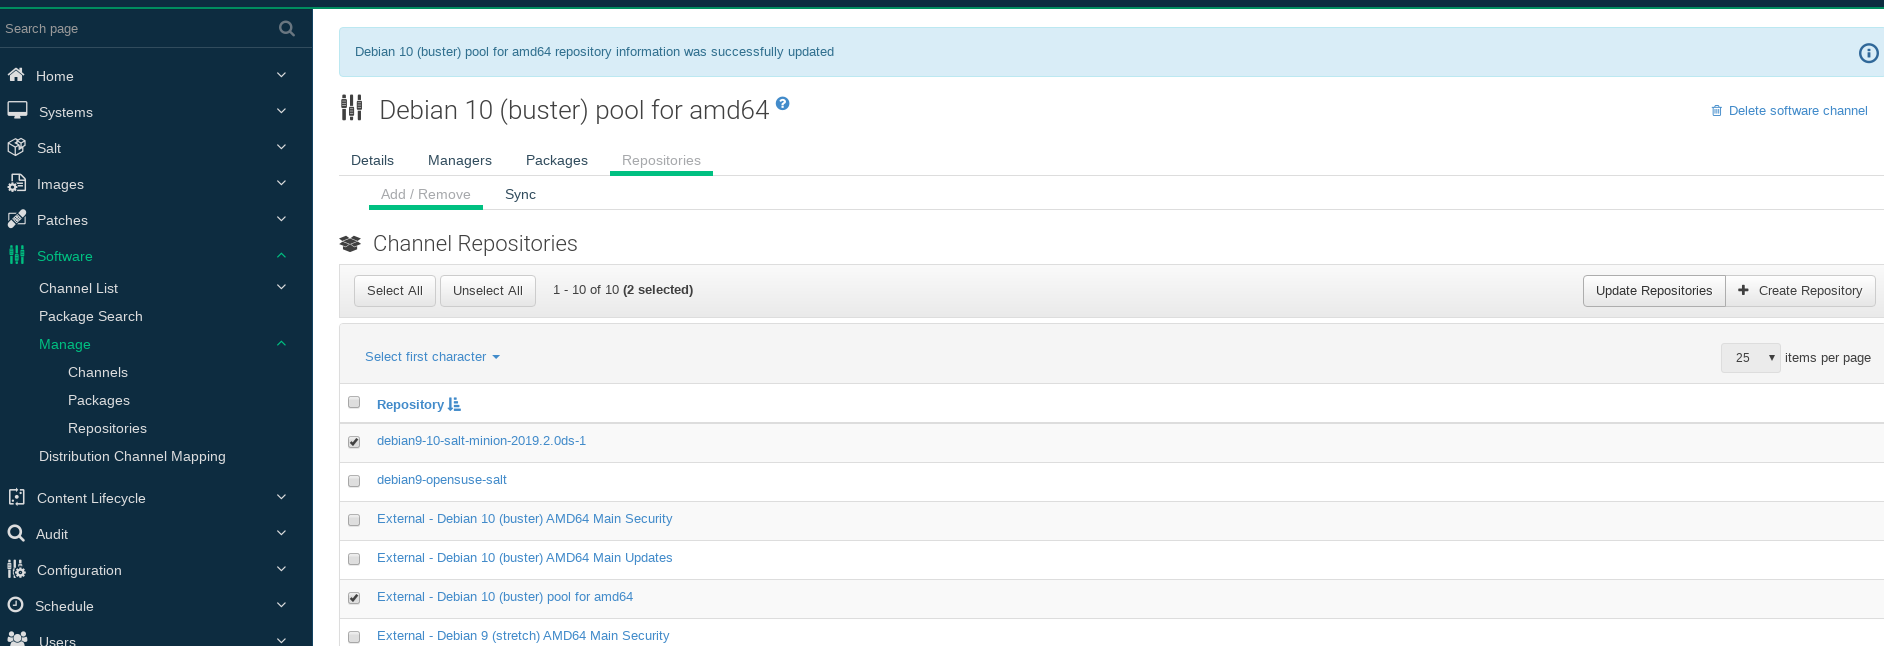 Search page
Home
Systems
Salt
Images
Patches
Software
Channel List
Package Search
Manage
Channels
Packages
Repositories
Distribution Channel Mapping
Content Lifecycle
Audit
Configuration
Schedule
Users
Debian 10 (buster) pool for amd64 repository information was successfully updated
Debian 10 (buster) pool for amd64
Delete software channel
Details Managers Packages Repositories
Add / Remove Sync
Channel Repositories
Select All Unselect All 1 - 10 of 10 (2 selected) Update Repositories Create Repository
Select first character 25 items per page
Repository
debian9-10-salt-minion-2019.2.0ds-1
debian9-opensuse-salt
External - Debian 10 (buster) AMD64 Main Security
External - Debian 10 (buster) AMD64 Main Updates
External - Debian 10 (buster) pool for amd64
External - Debian 9 (stretch) AMD64 Main Security